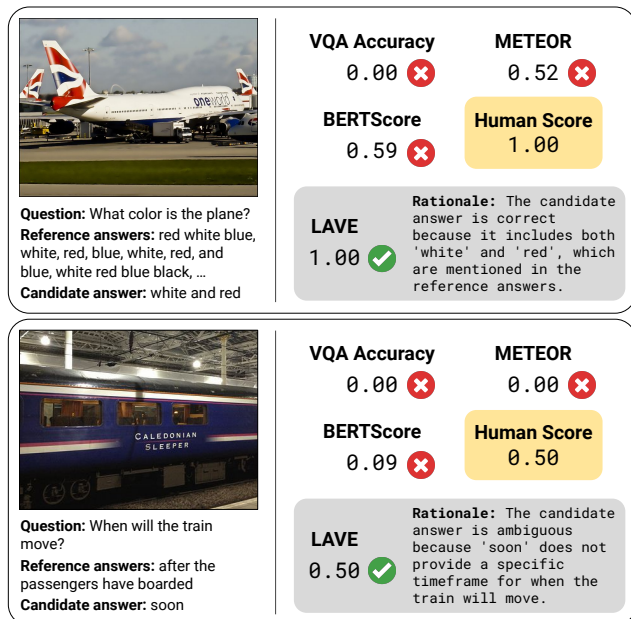 oneworld
Question: What color is the plane?
Reference answers: red white blue,
white, red, blue, white, red, and
blue, white red blue black, ...
Candidate answer: white and red
VQA Accuracy
0.00
METEOR
0.52
BERTScore
0.59
Human Score
1.00
LAVE
1.00
Rationale: The candidate
answer is correct
because it includes both
'white' and 'red', which
are mentioned in the
reference answers.
CALEDONIAN
SLEEPER
Question: When will the train
move?
Reference answers: after the
passengers have boarded
Candidate answer: soon
VQA Accuracy
0.00
METEOR
0.00
BERTScore
0.09
Human Score
0.50
LAVE
0.50
Rationale: The candidate
answer is ambiguous
because 'soon' does not
provide a specific
timeframe for when the
train will move.